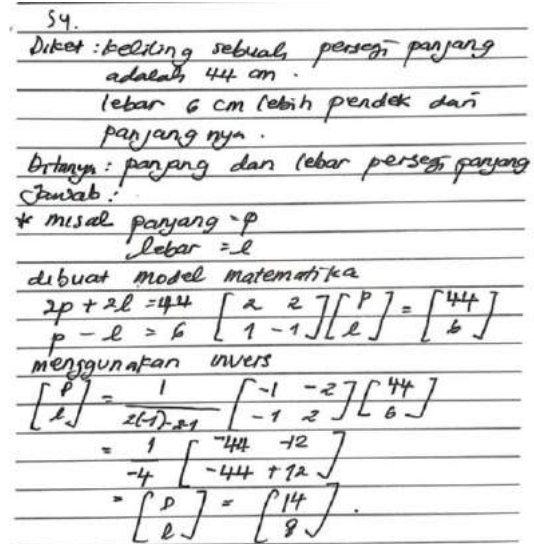 54.
Diket : keliling sebuah persegi panjang
adalah 44 cm .
lebar 6 cm lebih pendek dari
panjang nya .
Ditanya : panjang dan lebar persegi panjang
Jawab :
* misal panjang = p
lebar = l
dibuat model matematika
2p + 2l = 44 [2 2] [p] = [44]
p - l = 6 [1 -1] [l] [6]
menggunakan invers
[p] = 1 [-1 -2] [44]
[l] 2(-1)-2.1 [-1 2] [6]
= 1 [-44 -12]
-4 [-44 +12]
= [p] = [14]
[l] [8] .